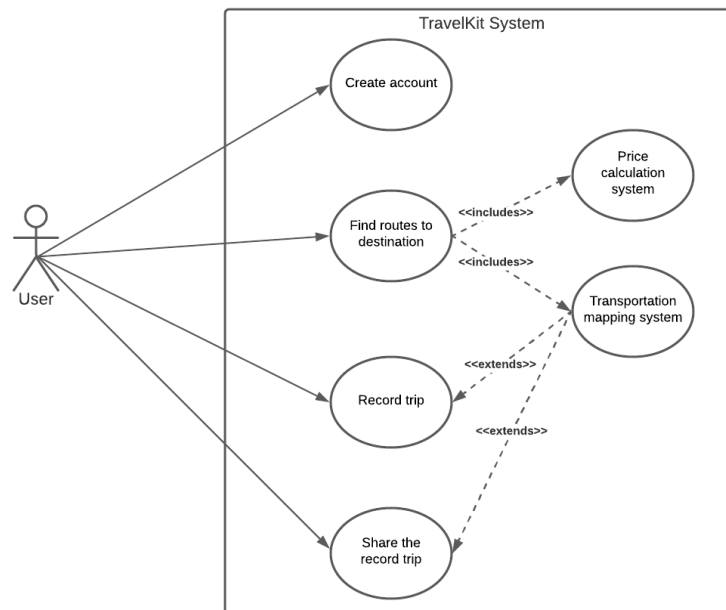 TravelKit System
Create account
Price
calculation
system
Find routes to
destination
<<includes>>
<<includes>>
User
Transportation
mapping system
<<extends>>
Record trip
<<extends>>
Share the
record trip